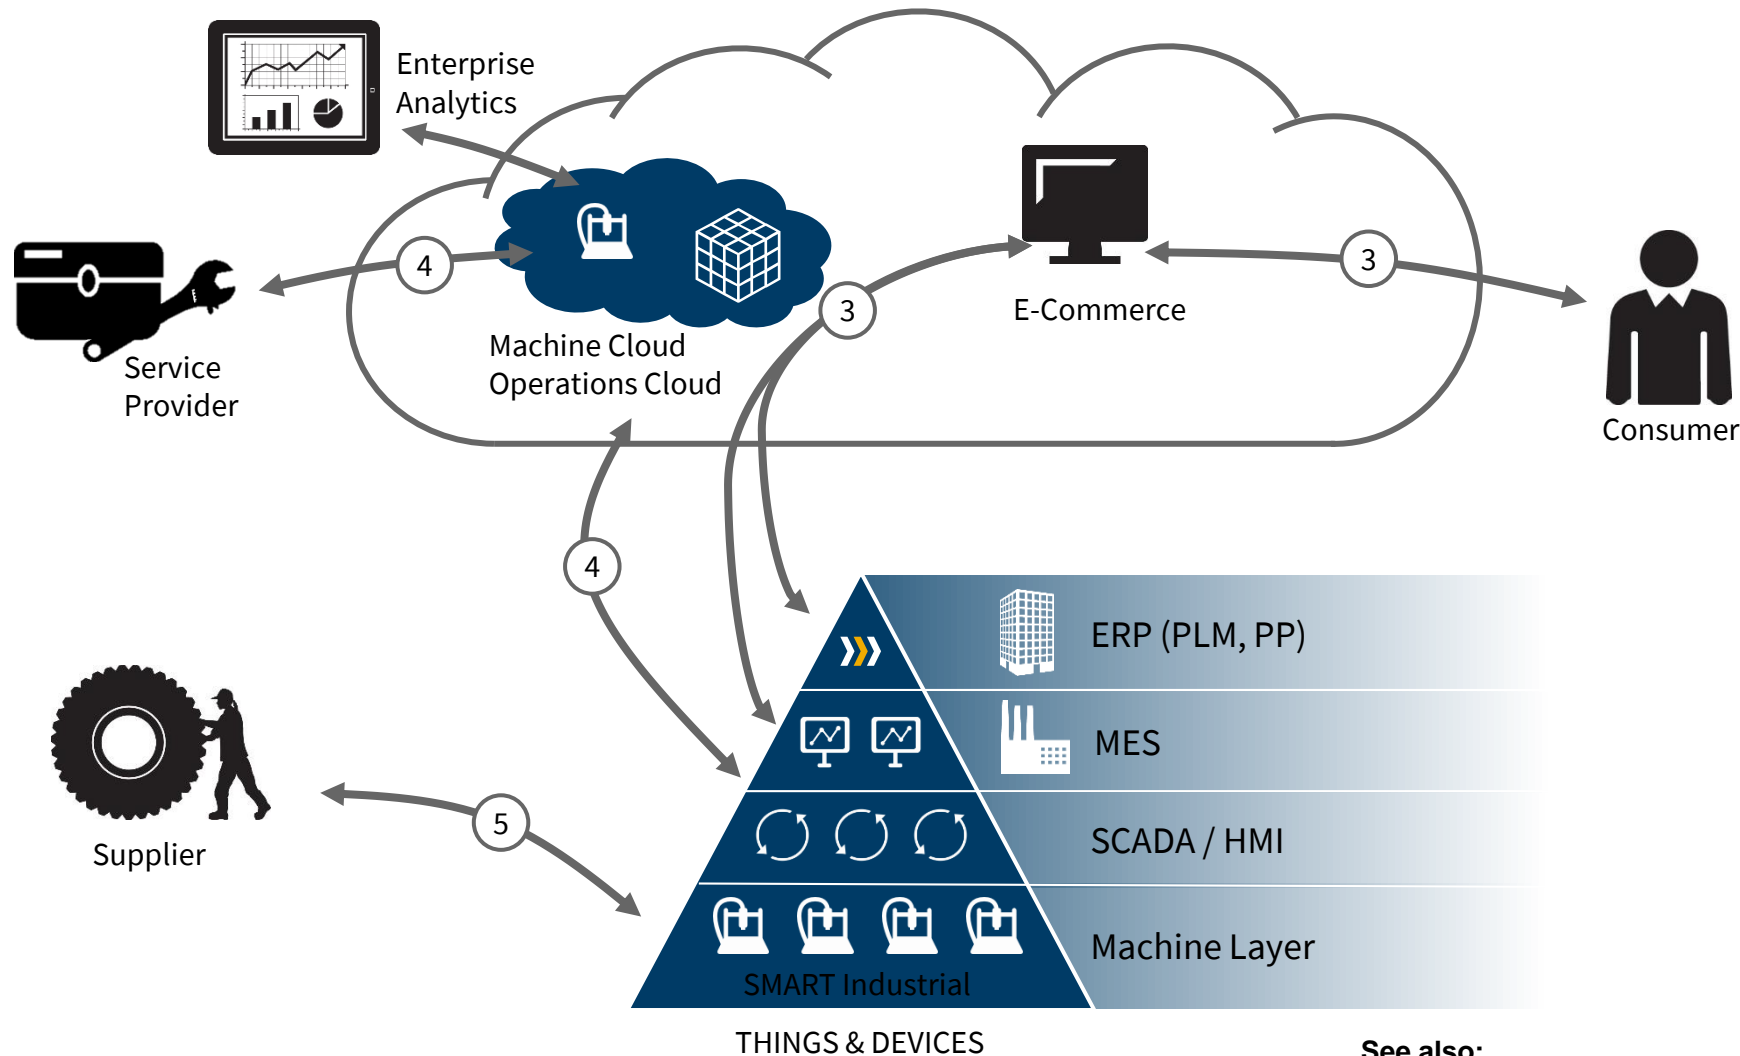 Enterprise
Analytics
4
3
3
E-Commerce
Machine Cloud
Operations Cloud
Service
Provider
Consumer
4
ERP (PLM, PP)
MES
5
SCADA / HMI
Supplier
Machine Layer
SMART Industrial
THINGS & DEVICES
See also: